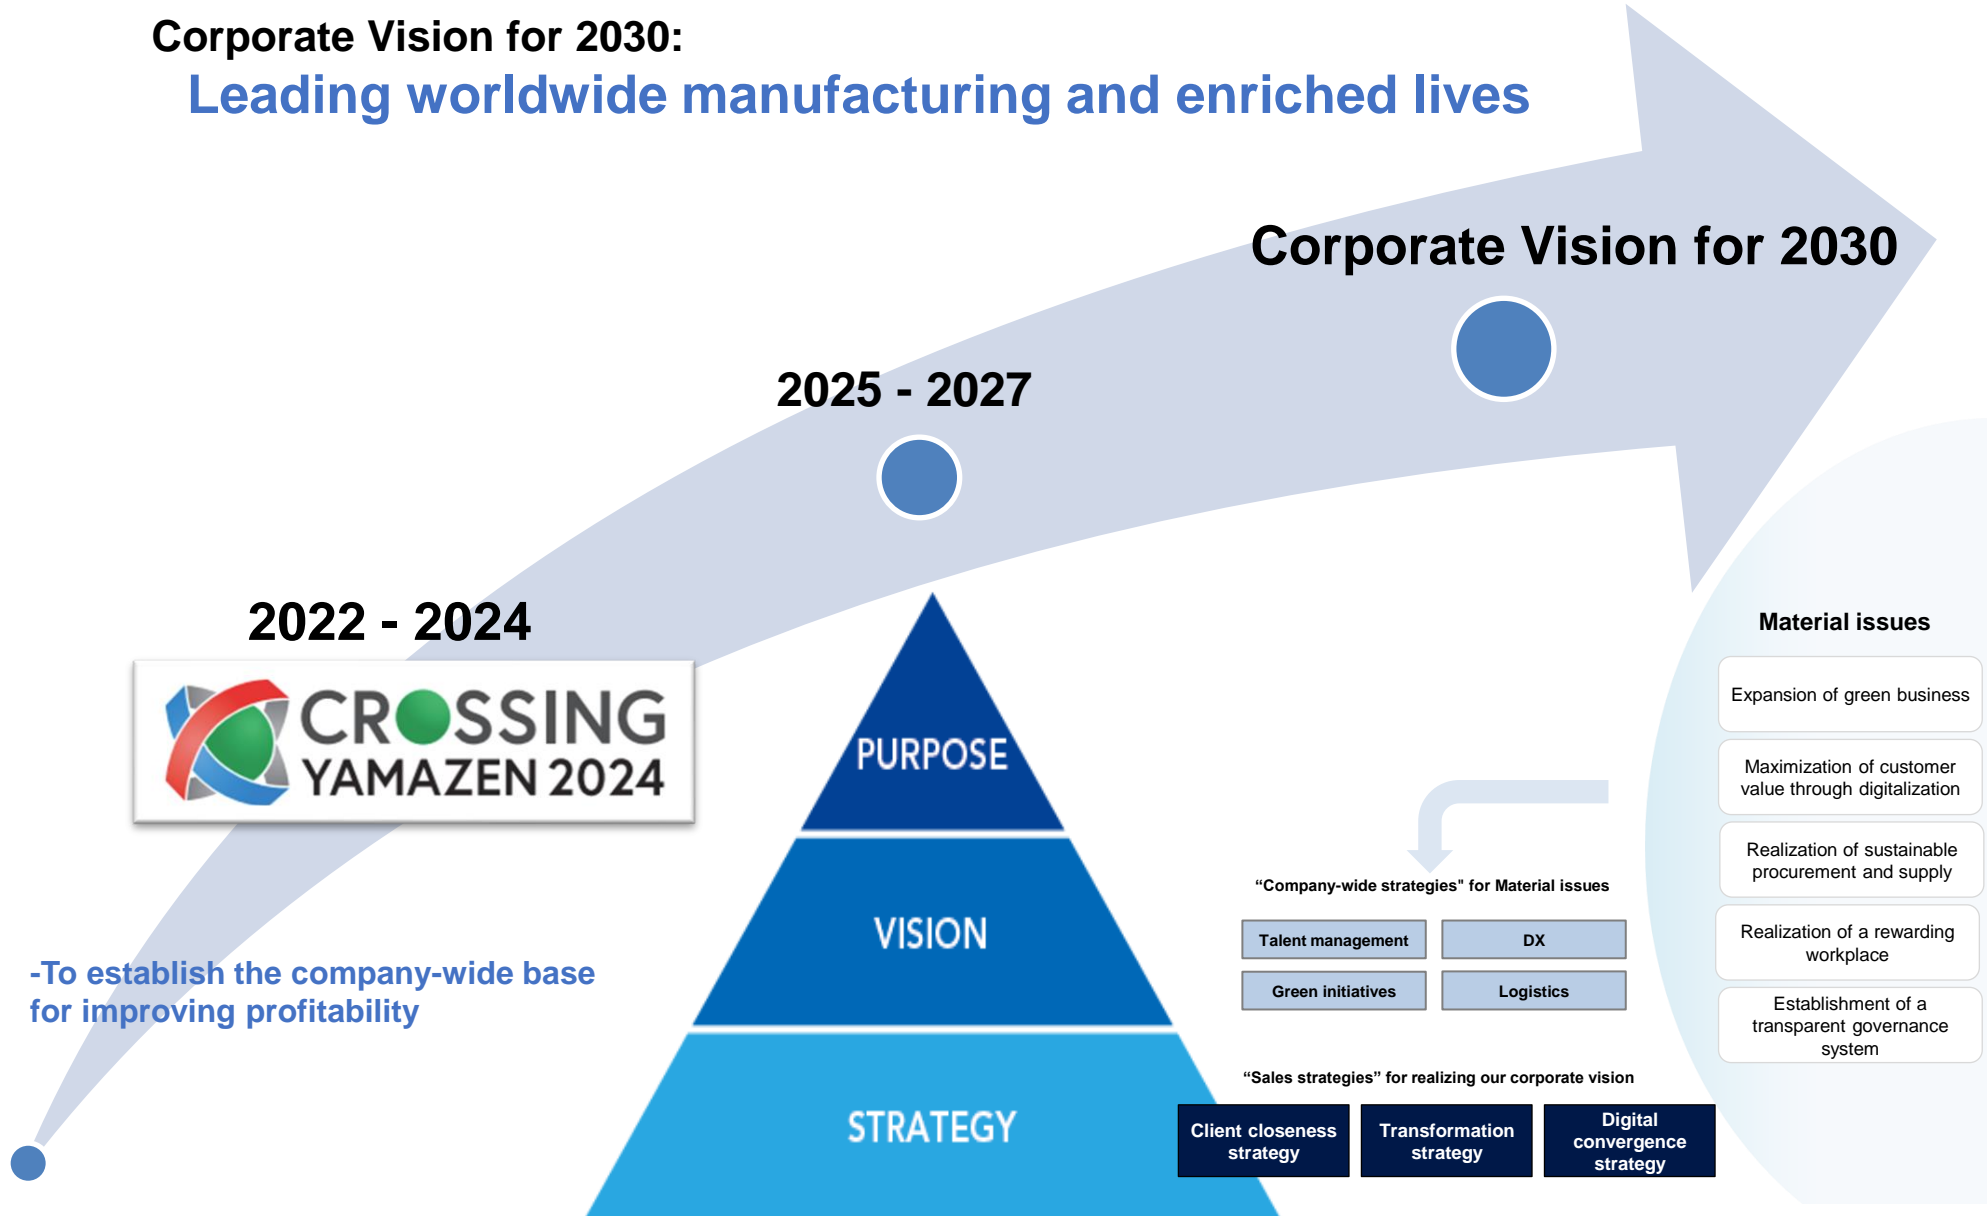 Corporate Vision for 2030:
Leading worldwide manufacturing and enriched lives
Corporate Vision for 2030
2025 - 2027
2022 - 2024
CROSSING
YAMAZEN 2024
-To establish the company-wide base
for improving profitability
PURPOSE
VISION
STRATEGY
“Company-wide strategies" for Material issues
Talent management
DX
Green initiatives
Logistics
“Sales strategies” for realizing our corporate vision
Client closeness
strategy
Transformation
strategy
Digital
convergence
strategy
Material issues
Expansion of green business
Maximization of customer
value through digitalization
Realization of sustainable
procurement and supply
Realization of a rewarding
workplace
Establishment of a
transparent governance
system